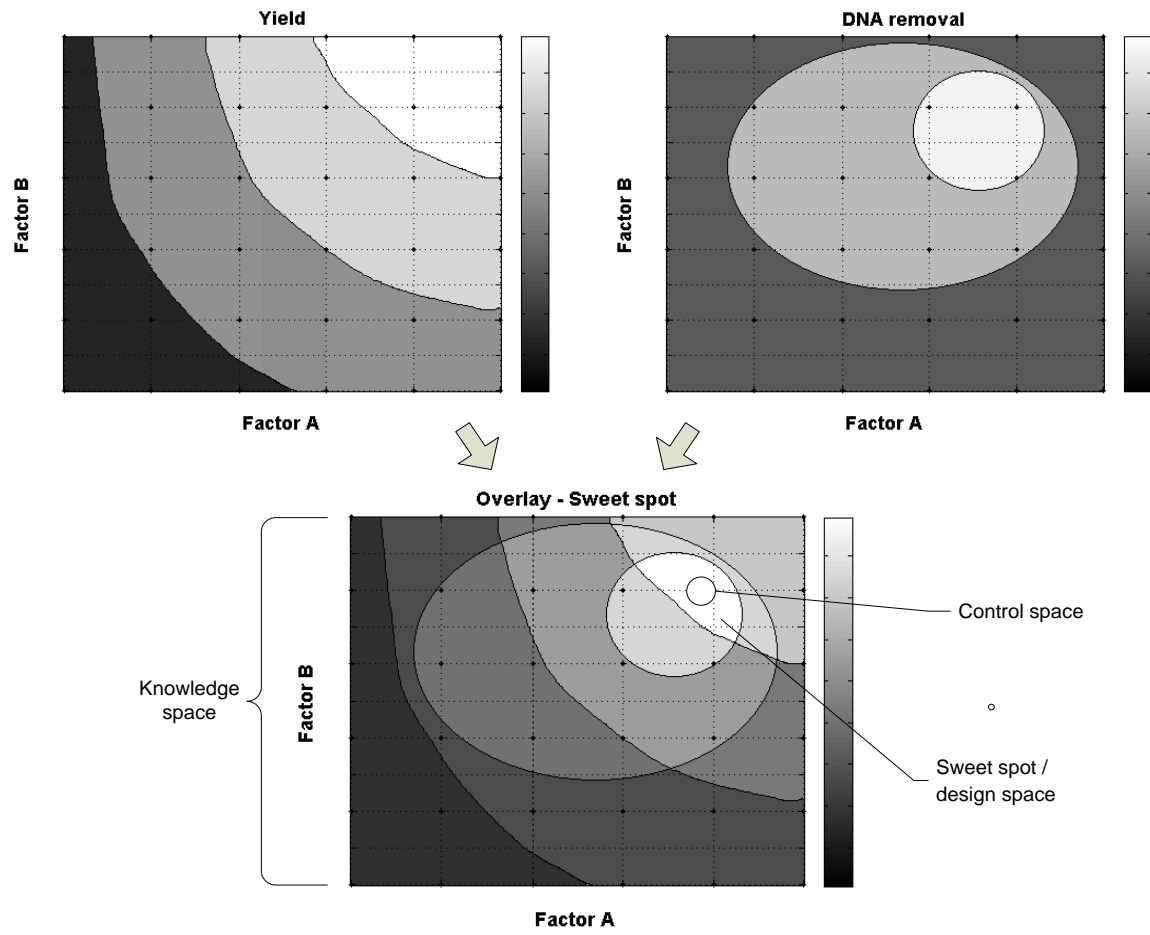 Yield
DNA removal
Factor B
Factor B
Factor A
Factor A
Overlay - Sweet spot
Control space
Knowledge
space
Factor B
Sweet spot /
design space
Factor A